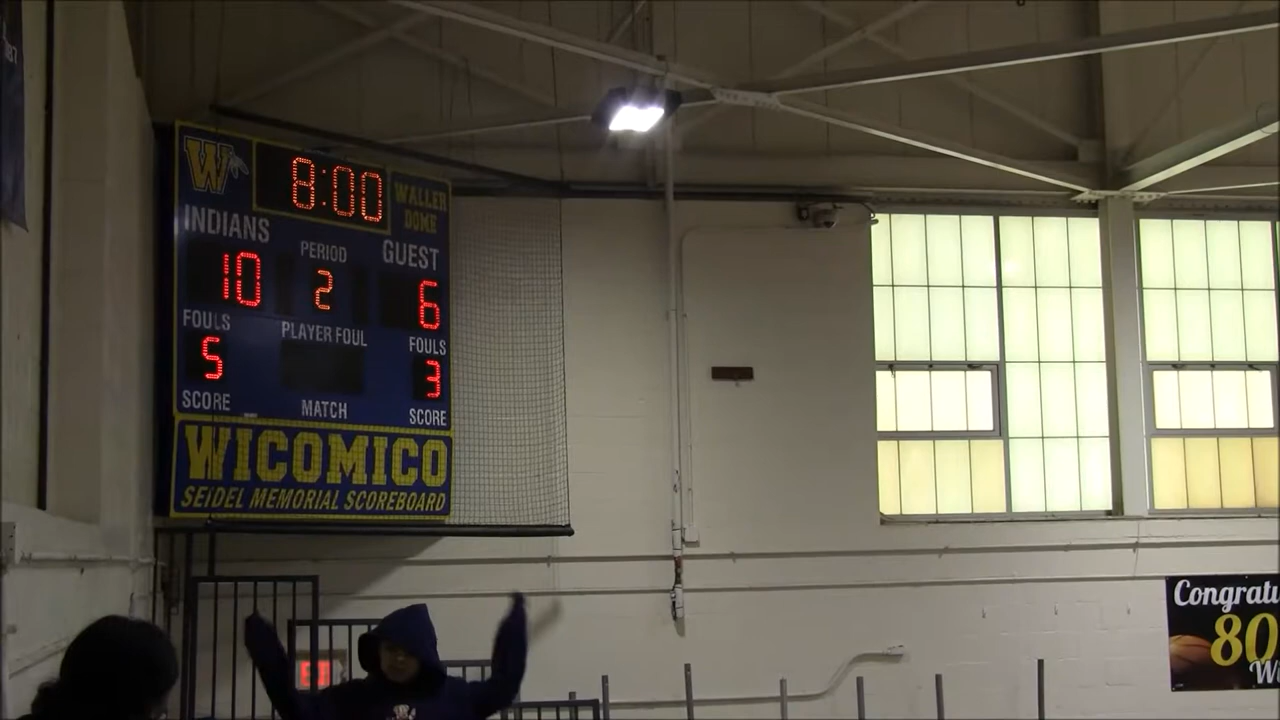 W
8:00
WALLER
DOME
INDIANS
PERIOD
GUEST
10
2
6
FOULS
PLAYER FOUL
FOULS
5
3
SCORE
MATCH
SCORE
WICOMICO
SEIDEL MEMORIAL SCOREBOARD
Congratu
80
Wi